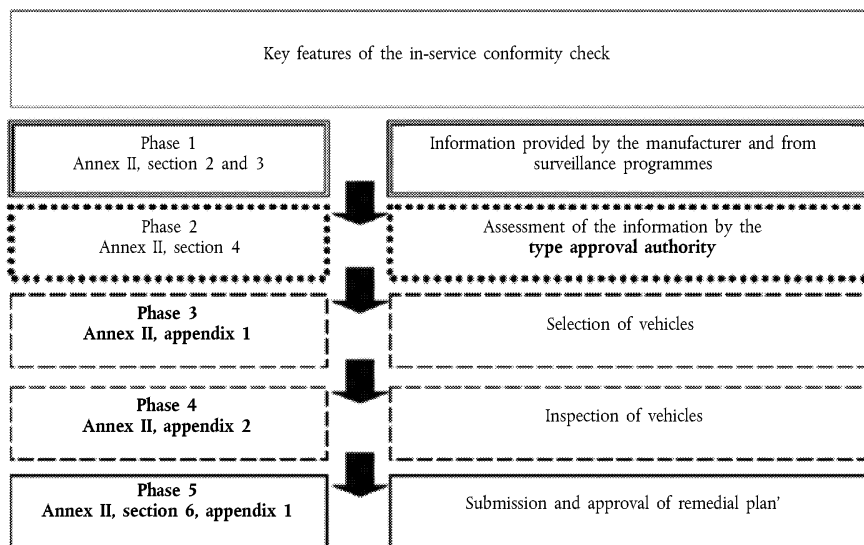 Key features of the in-service conformity check
Phase 1
Annex II, section 2 and 3
Information provided by the manufacturer and from
surveillance programmes
Phase 2
Annex II, section 4
Assessment of the information by the
type approval authority
Phase 3
Annex II, appendix 1
Selection of vehicles
Phase 4
Annex II, appendix 2
Inspection of vehicles
Phase 5
Annex II, section 6, appendix 1
Submission and approval of remedial plan'